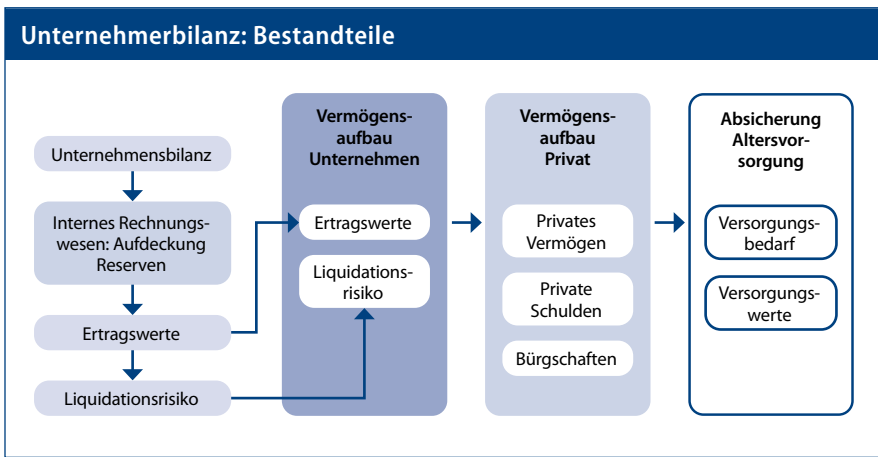 Unternehmerbilanz: Bestandteile
Unternehmensbilanz
Internes Rechnungs-
wesen: Aufdeckung
Reserven
Ertragswerte
Liquidationsrisiko
Vermögens-
aufbau
Unternehmen
Ertragswerte
Liquidations-
risiko
Vermögens-
aufbau
Privat
Privates
Vermögen
Private
Schulden
Bürgschaften
Absicherung
Altersvor-
sorgung
Versorgungs-
bedarf
Versorgungs-
werte